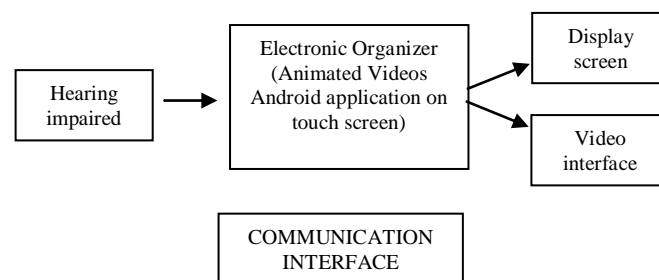 Hearing
impaired
Electronic Organizer
(Animated Videos
Android application on
touch screen)
Display
screen
Video
interface
COMMUNICATION
INTERFACE